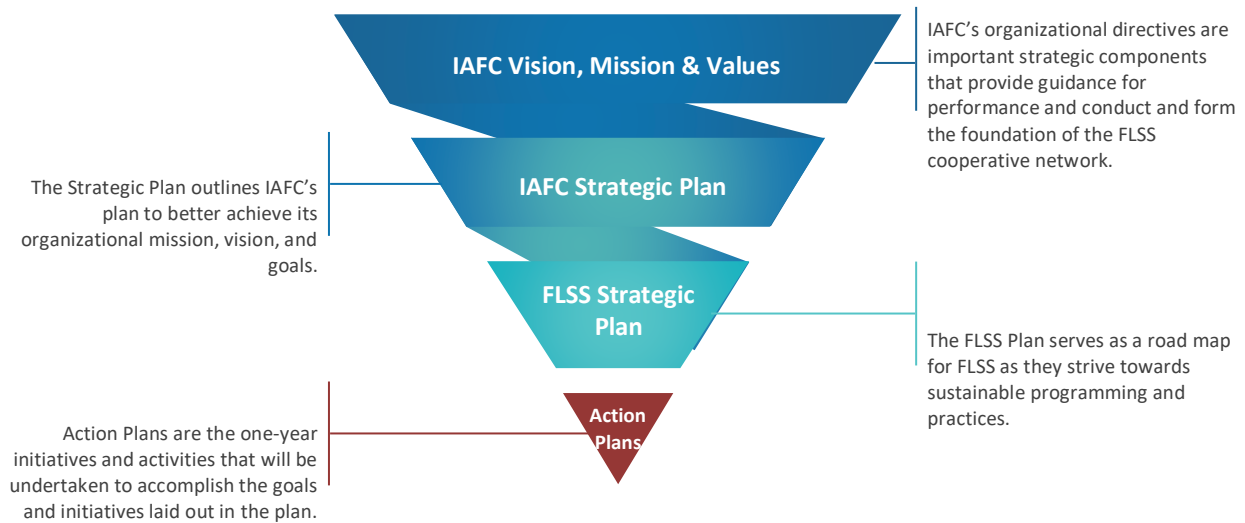 IAFC Vision, Mission & Values
IAFC’s organizational directives are
important strategic components
that provide guidance for
performance and conduct and form
the foundation of the FLSS
cooperative network.
IAFC Strategic Plan
The Strategic Plan outlines IAFC’s
plan to better achieve its
organizational mission, vision, and
goals.
FLSS Strategic
Plan
The FLSS Plan serves as a road map
for FLSS as they strive towards
sustainable programming and
practices.
Action
Plans
Action Plans are the one-year
initiatives and activities that will be
undertaken to accomplish the goals
and initiatives laid out in the plan.